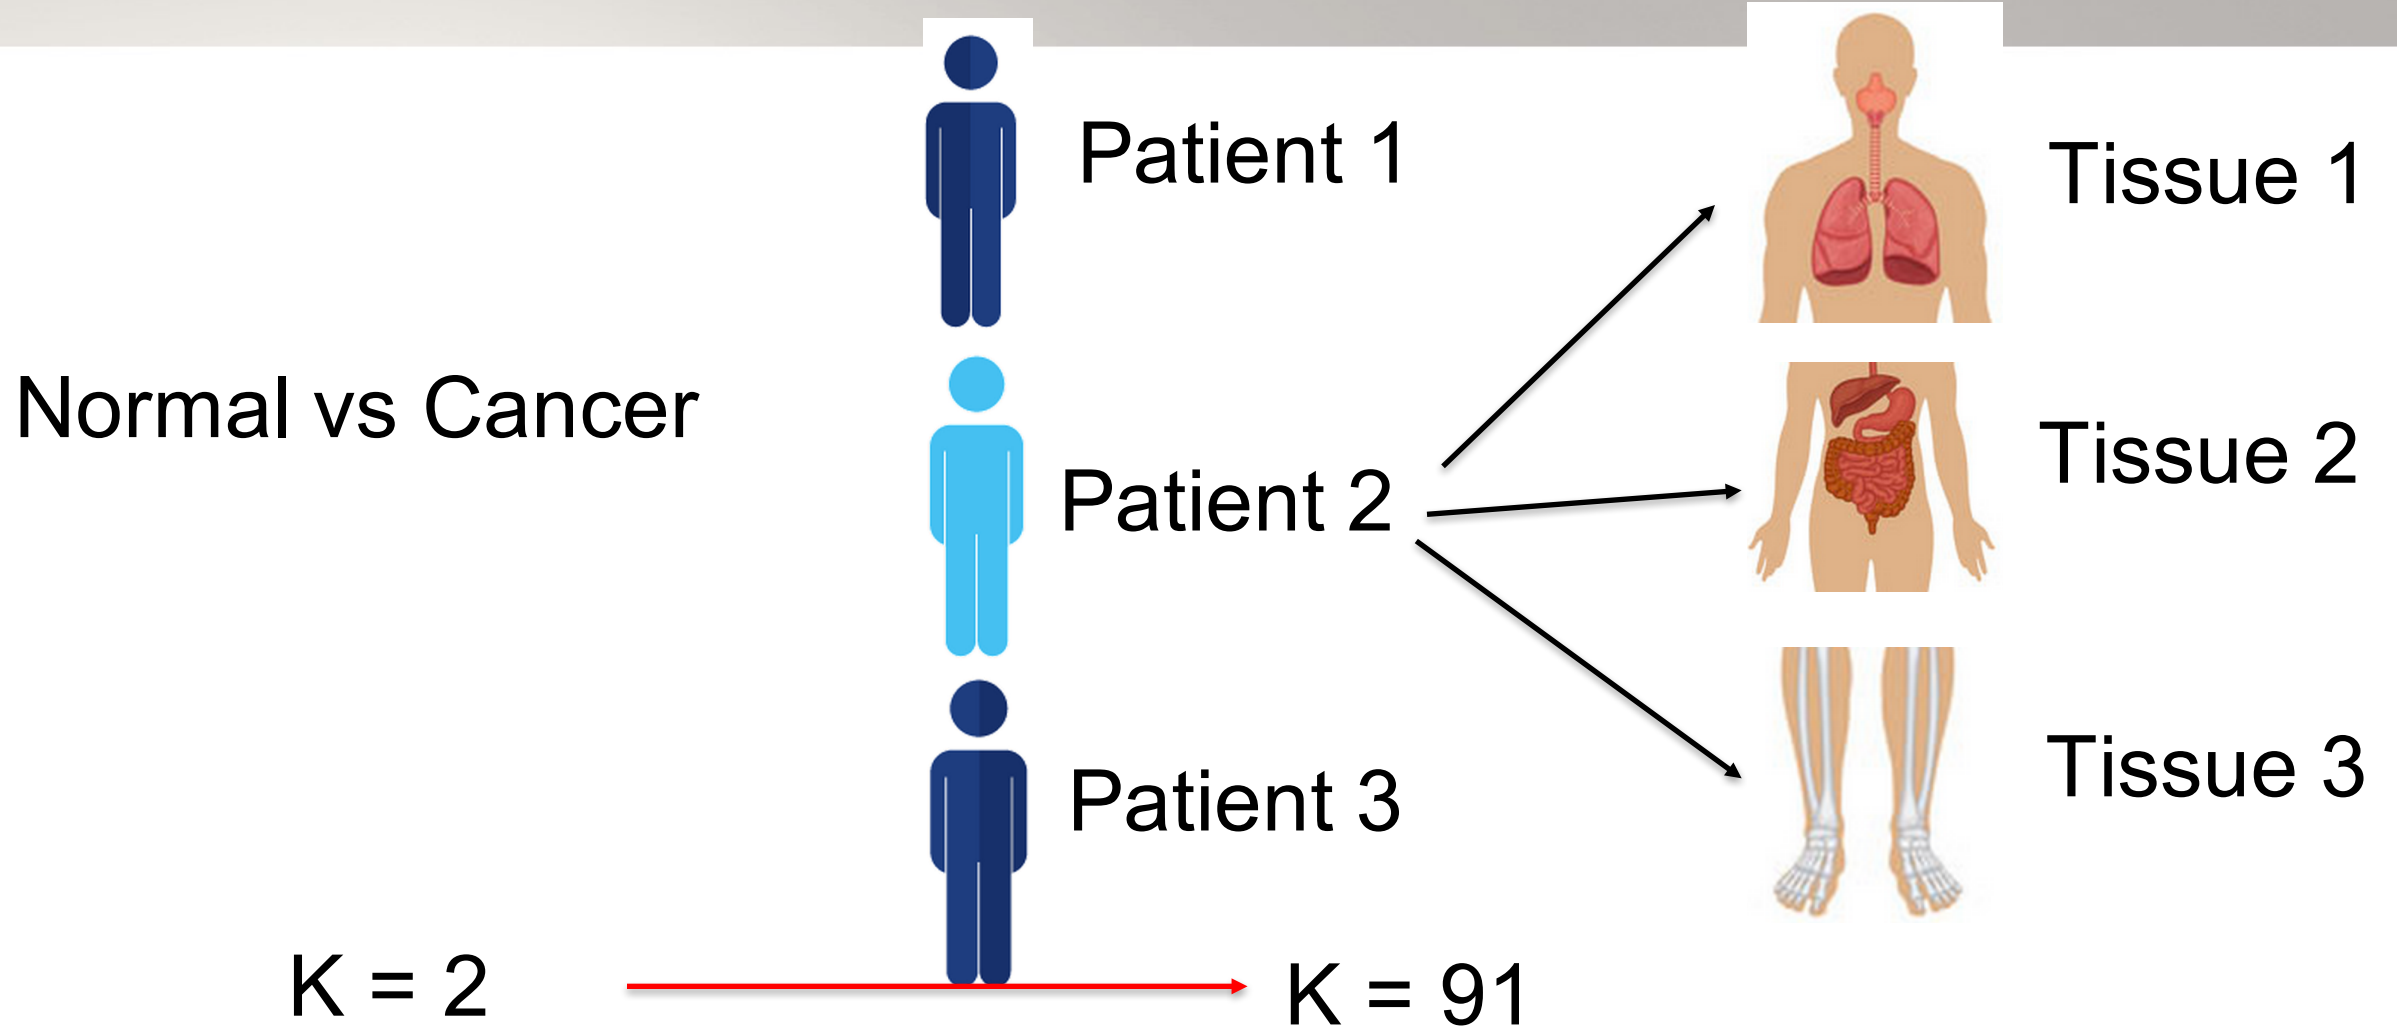 Patient 1
Tissue 1
Normal vs Cancer
Patient 2
Tissue 2
Patient 3
Tissue 3
K = 2
K = 91